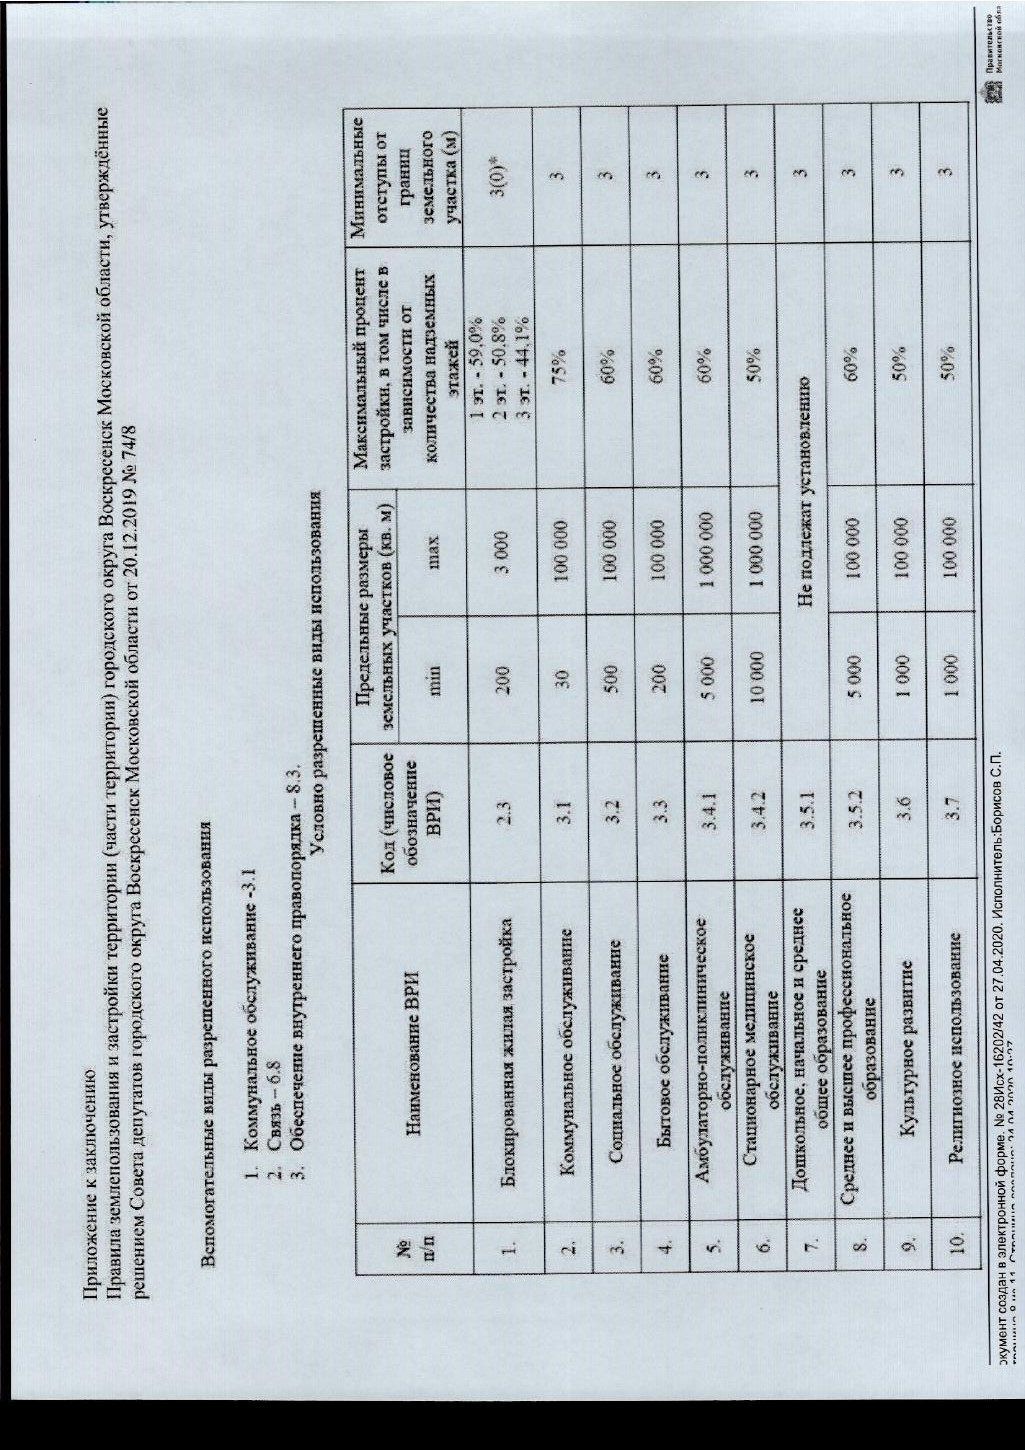 Приложение к заключению
Правила землепользования и застройки территории (части территории) городского округа Воскресенск Московской области, утверждённые
решением Совета депутатов городского округа Воскресенск Московской области от 20.12.2019 № 74/8
Вспомогательные виды разрешенного использования
1. Коммунальное обслуживание -3.1
2. Связь – 6.8
3. Обеспечение внутреннего правопорядка – 8.3.
Условно разрешенные виды использования
№ п/п
Наименование ВРИ
Код (числовое обозначение ВРИ)
Предельные размеры земельных участков (кв. м)
min
max
Максимальный процент застройки, в том числе в зависимости от количества надземных этажей
Минимальные отступы от границ земельного участка (м)
1. Блокированная жилая застройка 2.3 200 3 000 1 эт. - 59,0% 2 эт. - 50,8% 3 эт. - 44,1% 3(0)*
2. Коммунальное обслуживание 3.1 30 100 000 75% 3
3. Социальное обслуживание 3.2 500 100 000 60% 3
4. Бытовое обслуживание 3.3 200 100 000 60% 3
5. Амбулаторно-поликлиническое обслуживание 3.4.1 5 000 1 000 000 60% 3
6. Стационарное медицинское обслуживание 3.4.2 10 000 1 000 000 50% 3
7. Дошкольное, начальное и среднее общее образование 3.5.1 Не подлежат установлению 3
8. Среднее и высшее профессиональное образование 3.5.2 5 000 100 000 60% 3
9. Культурное развитие 3.6 1 000 100 000 50% 3
10. Религиозное использование 3.7 1 000 100 000 50% 3
окумент создан в электронной форме. № 28Исх-16202/42 от 27.04.2020. Исполнитель:Борисов С.П.
Правительство
Московской обла